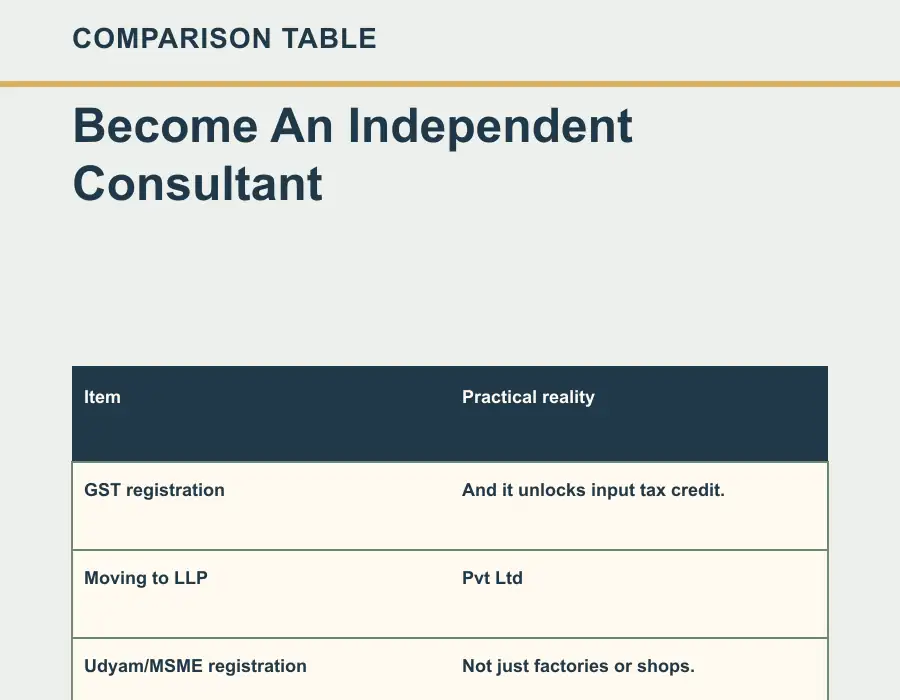 COMPARISON TABLE
Become An Independent
Consultant
Item
Practical reality
GST registration
And it unlocks input tax credit.
Moving to LLP
Pvt Ltd
Udyam/MSME registration
Not just factories or shops.